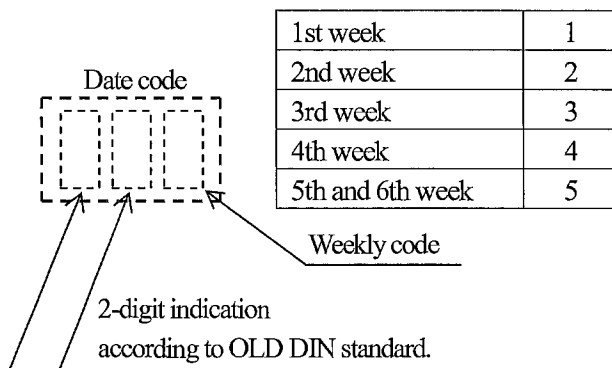 Date code
1st week 1
2nd week 2
3rd week 3
4th week 4
5th and 6th week 5
Weekly code
2-digit indication
according to OLD DIN standard.